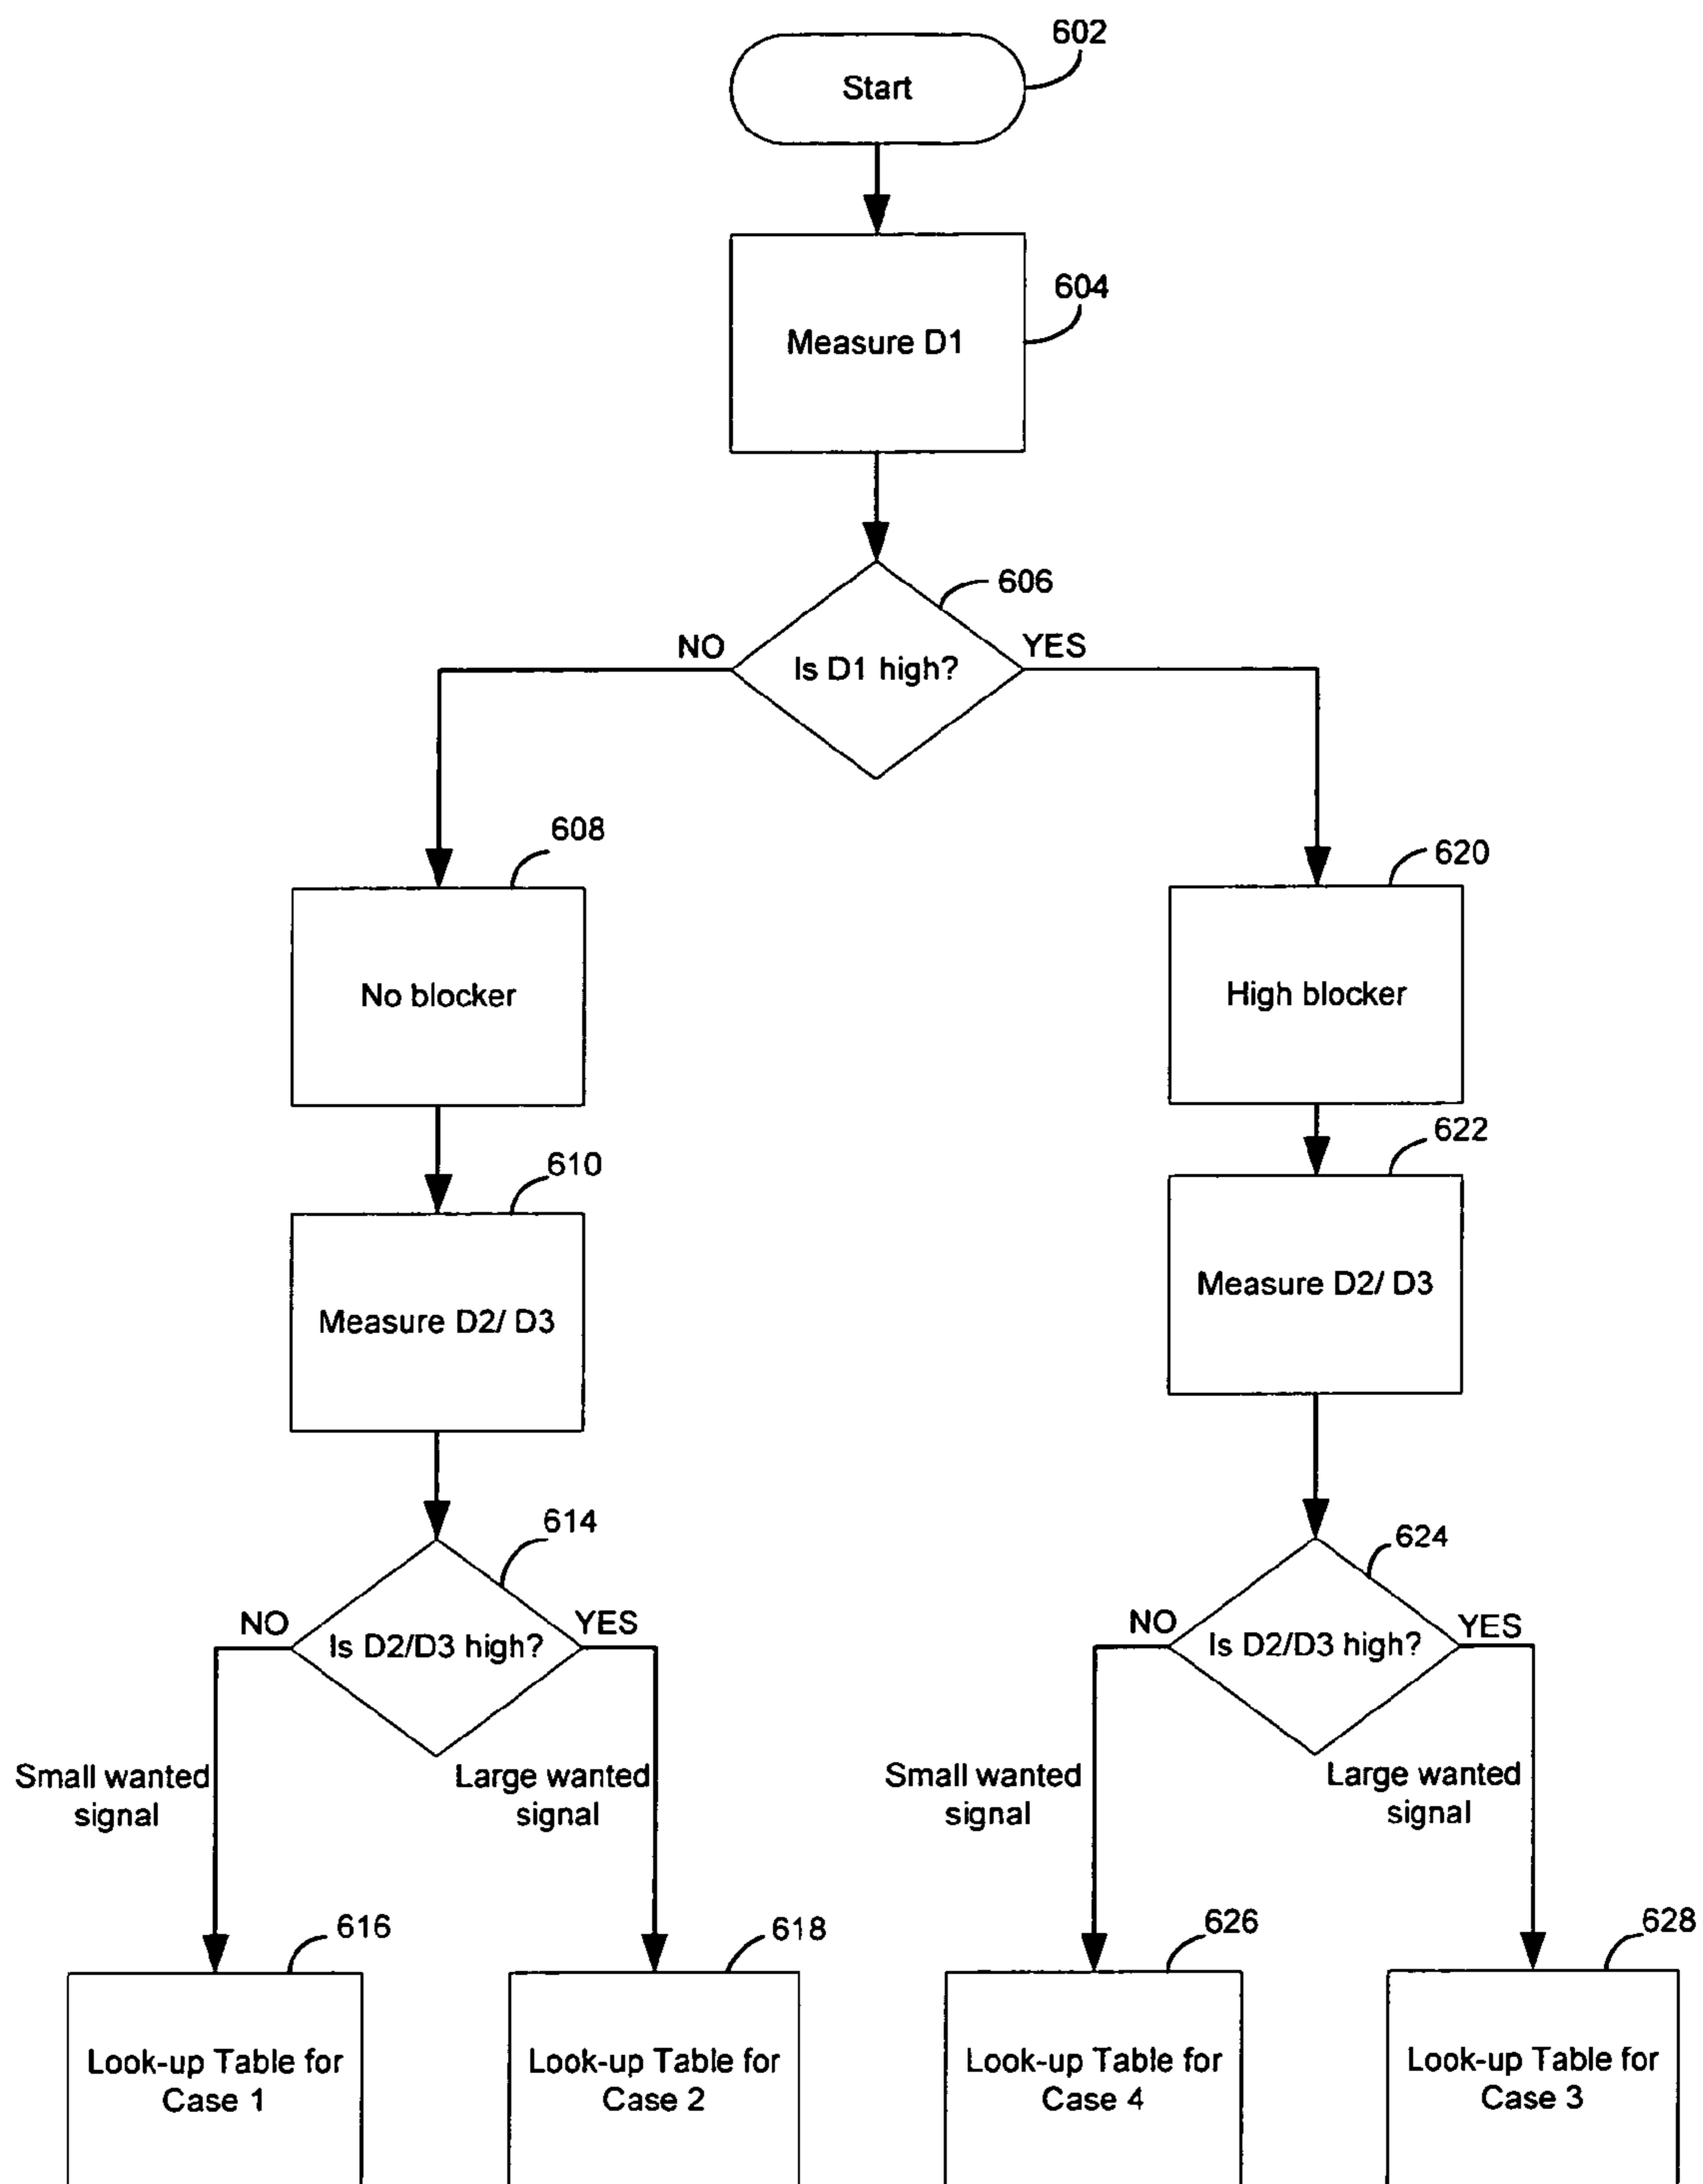 602
Start
604
Measure D1
606
NO
YES
Is D1 high?
608
620
No blocker
High blocker
622
610
Measure D2/ D3
Measure D2/ D3
614
624
NO
YES
NO
YES
Is D2/D3 high?
Is D2/D3 high?
Small wanted
signal
Large wanted
signal
Small wanted
signal
Large wanted
signal
616
618
626
628
Look-up Table for
Case 1
Look-up Table for
Case 2
Look-up Table for
Case 4
Look-up Table for
Case 3